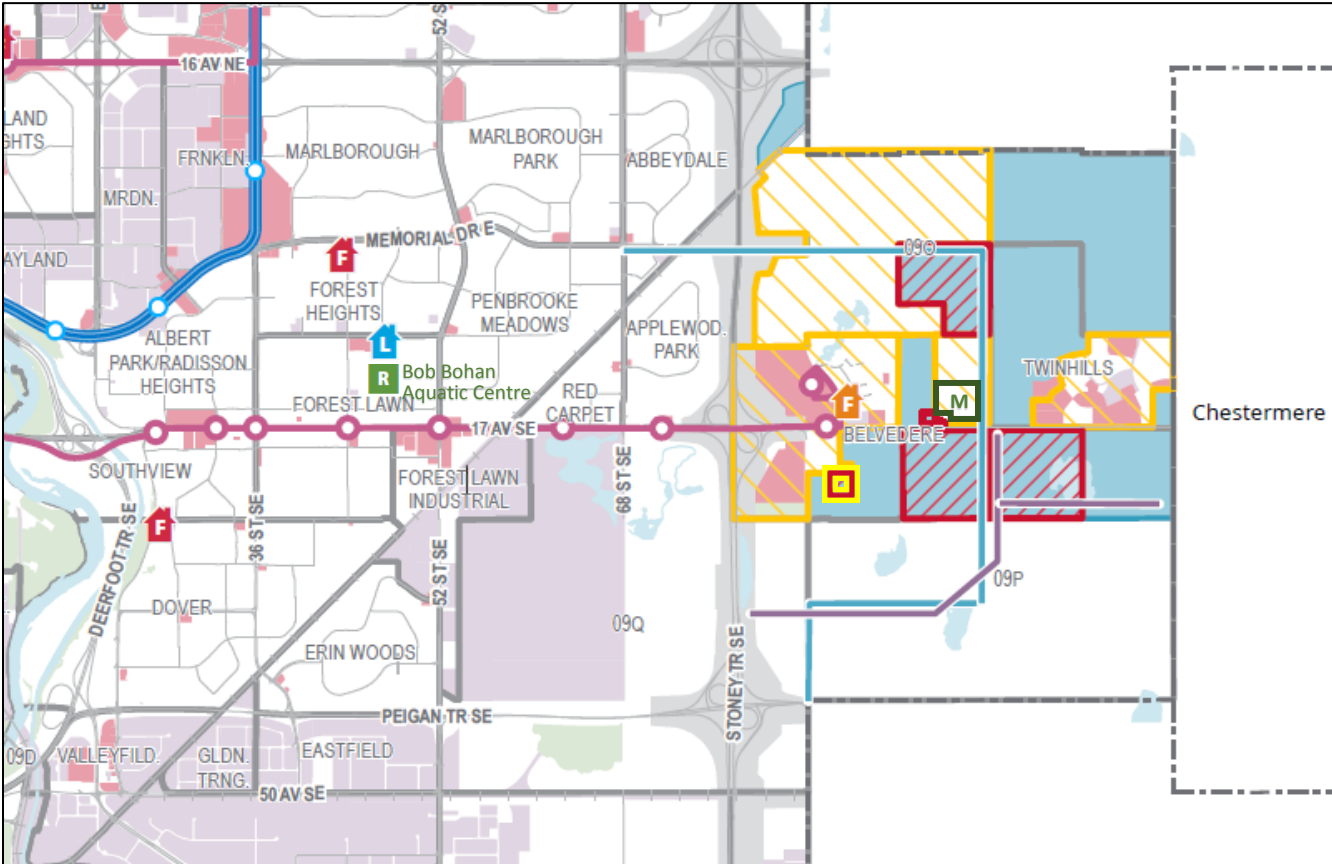 E
52 S
16 AV NE
LAND
GHTS
FRNKLN.
MARLBOROUGH
MARLBOROUGH
PARK
ABBEYDALE
MRDN.
MEMORIAL DR E
AYLAND
F
FOREST
HEIGHTS
09O
PENBROOKE
MEADOWS
ALBERT
PARK/RADISSON
HEIGHTS
L
APPLEWOD.
PARK
R
Bob Bohan
Aquatic Centre
TWINHILLS
RED
CARPET
FOREST LAWN
F
M
Chestermere
17 AV SE
BELVEDERE
SOUTHVIEW
FOREST LAWN
INDUSTRIAL
68 ST SE
36 ST SE
F
DEERFOOT TR SE
52 ST SE
09P
DOVER
09Q
STONEY TR SE
ERIN WOODS
PEIGAN TR SE
09D
VALLEYFILD.
GLDN.
TRNG.
EASTFIELD
50 AV SE